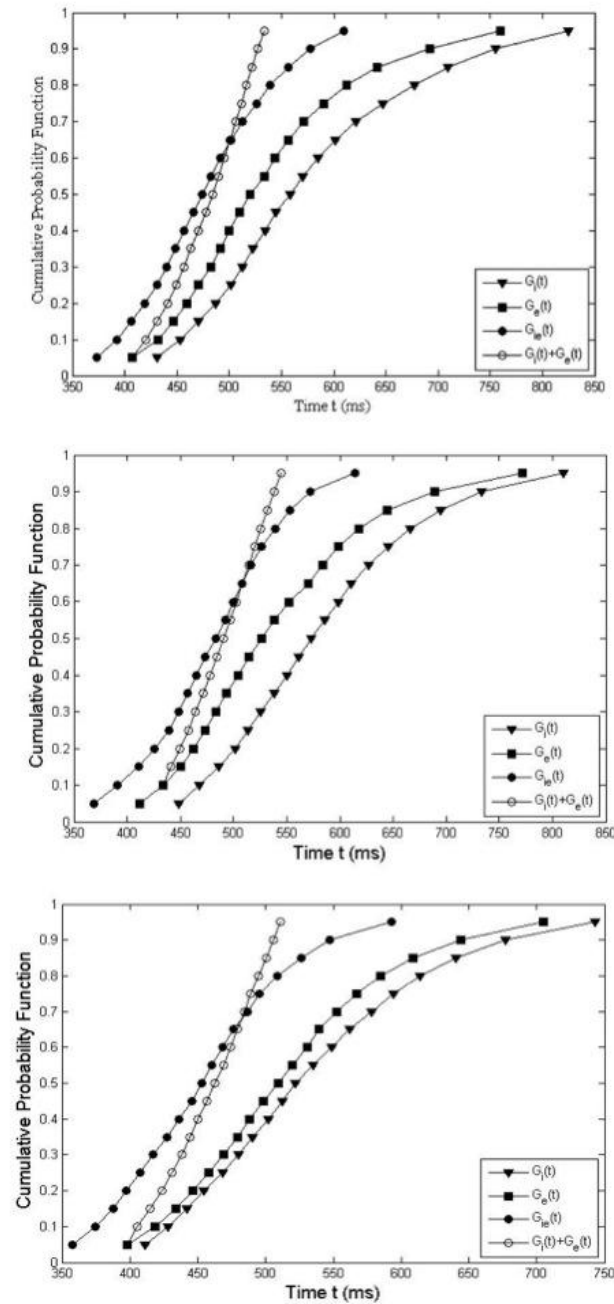 1
0.9
0.8
0.7
0.6
0.5
0.4
0.3
0.2
0.1
0
Cumulative Probability Function
350 400 450 500 550 600 650 700 750 800 850
Time t (ms)
G_i(t)
G_e(t)
G_ie(t)
G_i(t)+G_e(t)
1
0.9
0.8
0.7
0.6
0.5
0.4
0.3
0.2
0.1
0
Cumulative Probability Function
350 400 450 500 550 600 650 700 750 800 850
Time t (ms)
G_i(t)
G_e(t)
G_ie(t)
G_i(t)+G_e(t)
1
0.9
0.8
0.7
0.6
0.5
0.4
0.3
0.2
0.1
0
Cumulative Probability Function
350 400 450 500 550 600 650 700 750
Time t (ms)
G_i(t)
G_e(t)
G_ie(t)
G_i(t)+G_e(t)